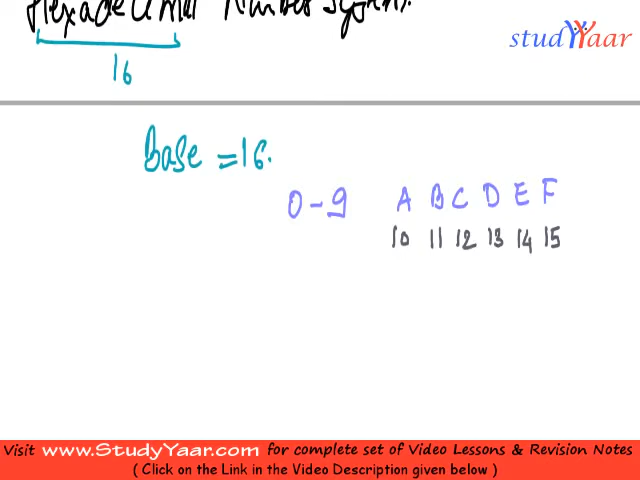 Hexadecimal Number System.
studYYaar
16
Base = 16.
0 - 9 A B C D E F
10 11 12 13 14 15
Visit www.StudyYaar.com for complete set of Video Lessons & Revision Notes
( Click on the Link in the Video Description given below )